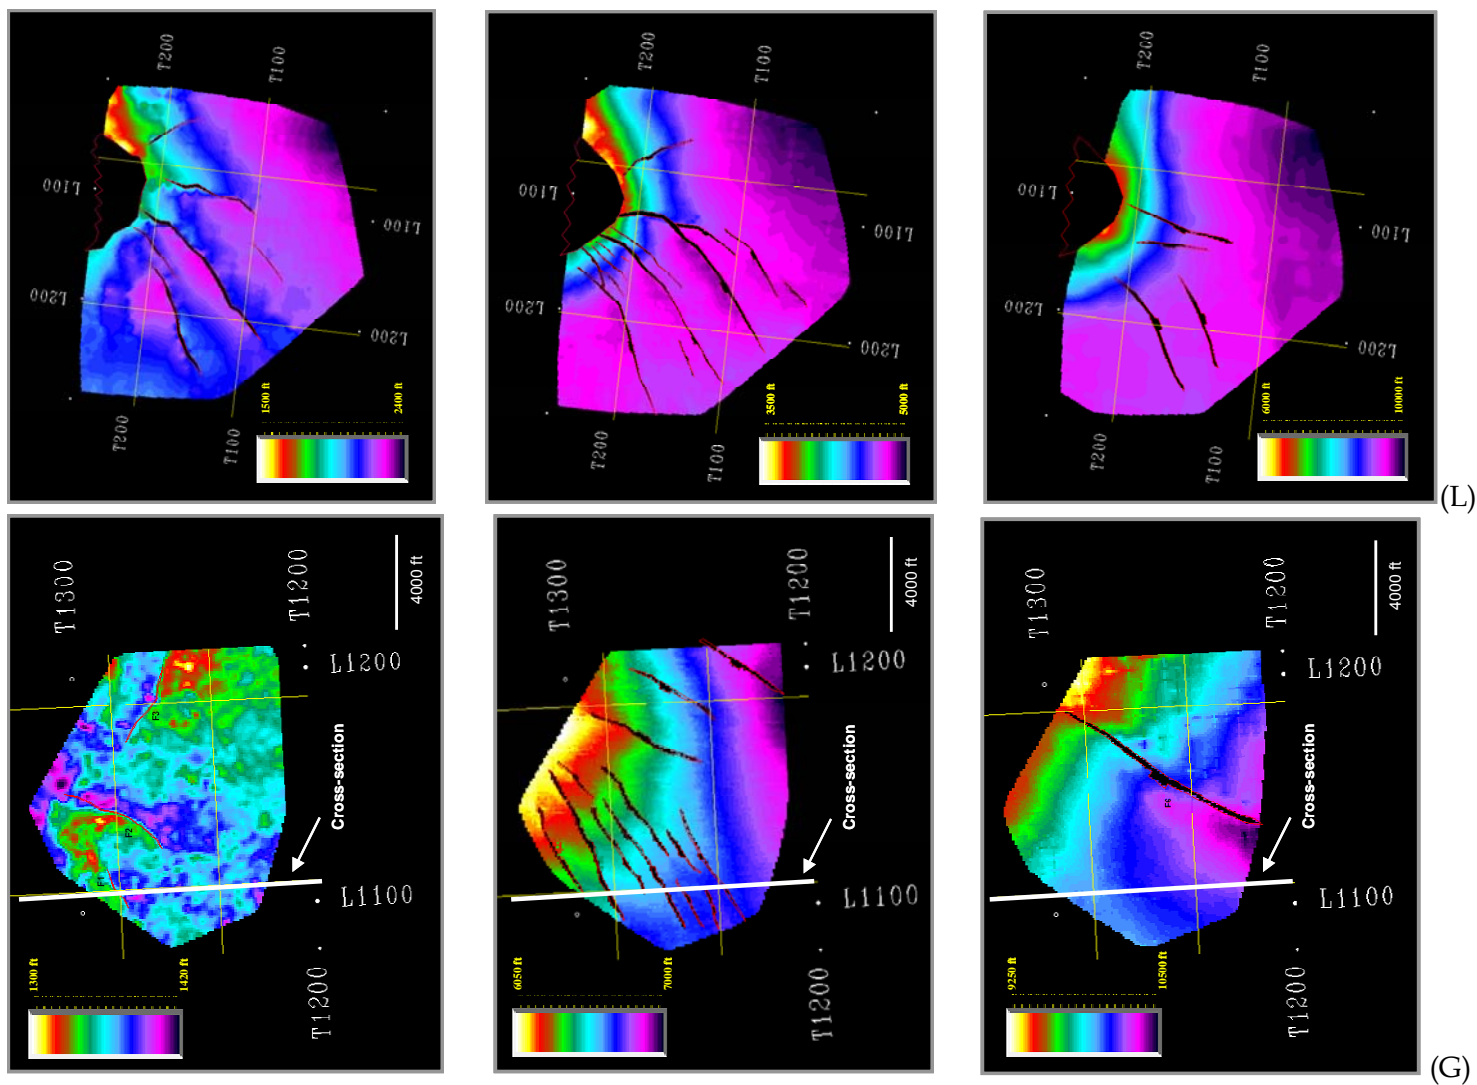 T200
T100
L100
L100
L200
L200
T200
T100
1500 ft
2400 ft
T200
T100
L100
L100
L200
L200
T200
T100
3500 ft
5000 ft
T200
T100
L100
L100
L200
L200
T200
T100
6000 ft
10000 ft
(L)
T1300
T1200
4000 ft
L1200
F3
F2
F1
Cross-section
L1100
1300 ft
1420 ft
T1200
T1300
T1200
4000 ft
L1200
Cross-section
L1100
6050 ft
7000 ft
T1200
T1300
T1200
4000 ft
L1200
F6
Cross-section
L1100
9250 ft
10500 ft
T1200
(G)